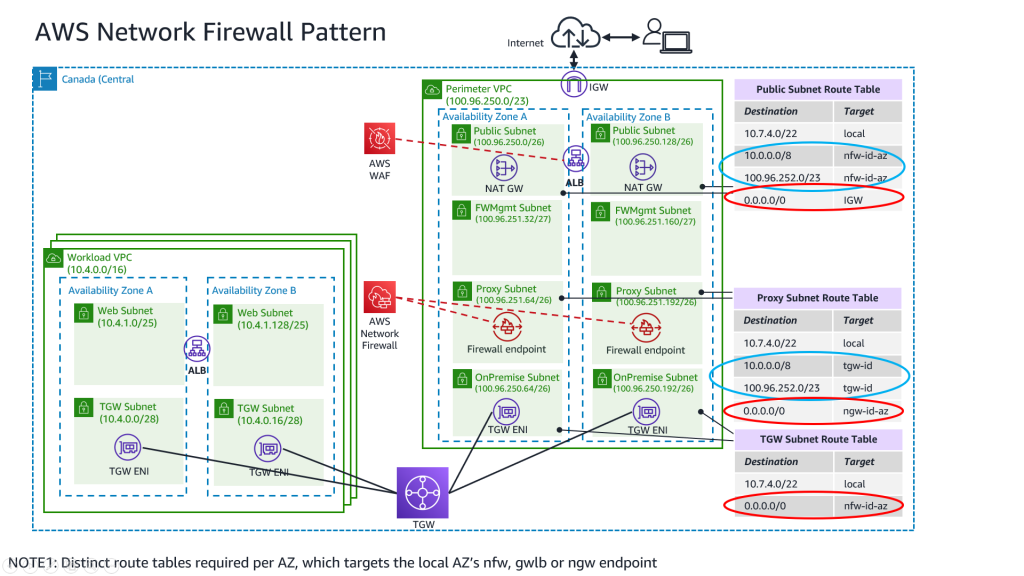 AWS Network Firewall Pattern
Internet
Canada (Central
IGW
Perimeter VPC
(100.96.250.0/23)
Availability Zone A
Public Subnet
(100.96.250.0/26)
NAT GW
FWMgmt Subnet
(100.96.251.32/27)
Proxy Subnet
(100.96.251.64/26)
Firewall endpoint
OnPremise Subnet
(100.96.250.64/26)
TGW ENI
Availability Zone B
Public Subnet
(100.96.250.128/26)
ALB
NAT GW
FWMgmt Subnet
(100.96.251.160/27)
Proxy Subnet
(100.96.251.192/26)
Firewall endpoint
OnPremise Subnet
(100.96.250.192/26)
TGW ENI
AWS
WAF
AWS
Network
Firewall
Workload VPC
(10.4.0.0/16)
Availability Zone A
Web Subnet
(10.4.1.0/25)
TGW Subnet
(10.4.0.0/28)
TGW ENI
Availability Zone B
Web Subnet
(10.4.1.128/25)
ALB
TGW Subnet
(10.4.0.16/28)
TGW ENI
TGW
Public Subnet Route Table
Destination Target
10.7.4.0/22 local
10.0.0.0/8 nfw-id-az
100.96.252.0/23 nfw-id-az
0.0.0.0/0 IGW
Proxy Subnet Route Table
Destination Target
10.7.4.0/22 local
10.0.0.0/8 tgw-id
100.96.252.0/23 tgw-id
0.0.0.0/0 ngw-id-az
TGW Subnet Route Table
Destination Target
10.7.4.0/22 local
0.0.0.0/0 nfw-id-az
NOTE1: Distinct route tables required per AZ, which targets the local AZ’s nfw, gwlb or ngw endpoint